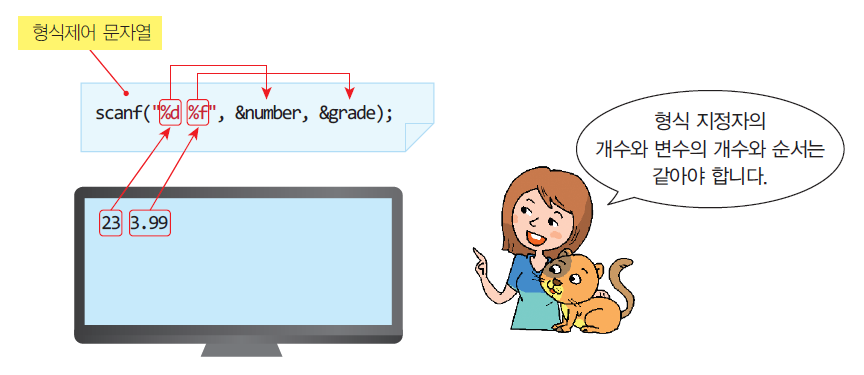 형식제어 문자열
scanf("%d %f", &number, &grade);
23 3.99
형식 지정자의
개수와 변수의 개수와 순서는
같아야 합니다.